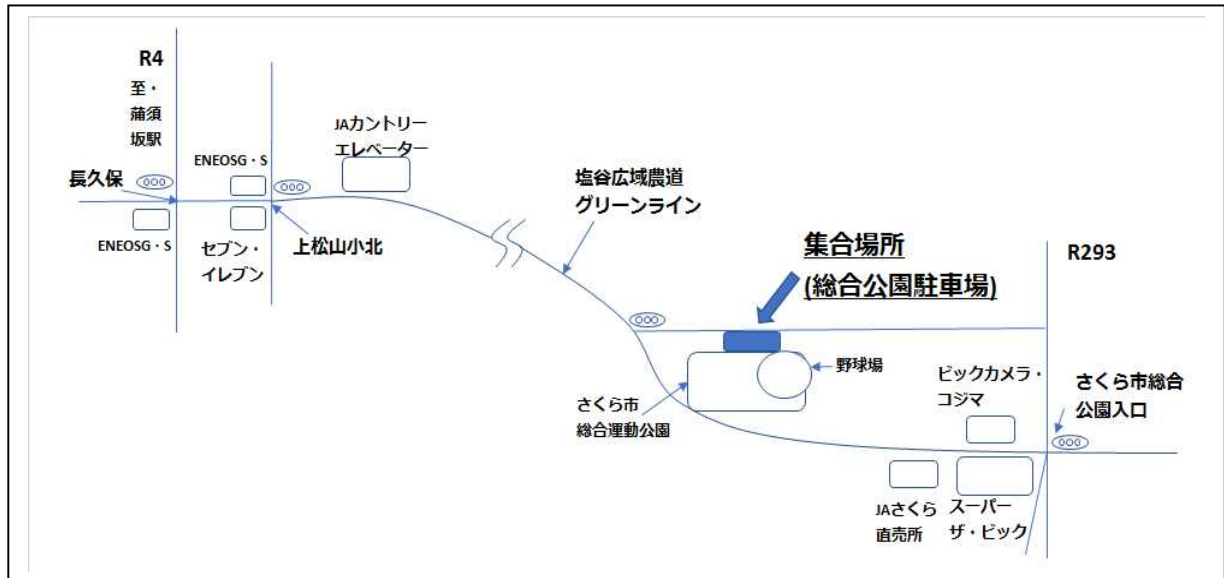 R4
至・
蒲須
坂駅
長久保
ENEOSG・S
ENEOSG・S
セブン・
イレブン
上松山小北
JAカントリー
エレベーター
塩谷広域農道
グリーンライン
集合場所
(総合公園駐車場)
R293
野球場
さくら市
総合運動公園
ビックカメラ・
コジマ
さくら市総合
公園入口
JAさくら
直売所
スーパー
ザ・ビック